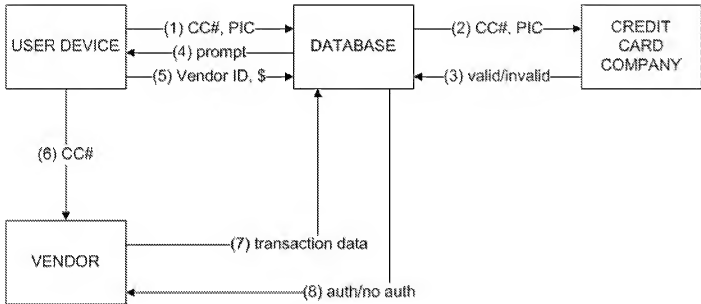 (1) CC#, PIC
(2) CC#, PIC
USER DEVICE
(4) prompt
DATABASE
CREDIT
CARD
COMPANY
(5) Vendor ID, $
(3) valid/invalid
(6) CC#
(7) transaction data
VENDOR
(8) auth/no auth